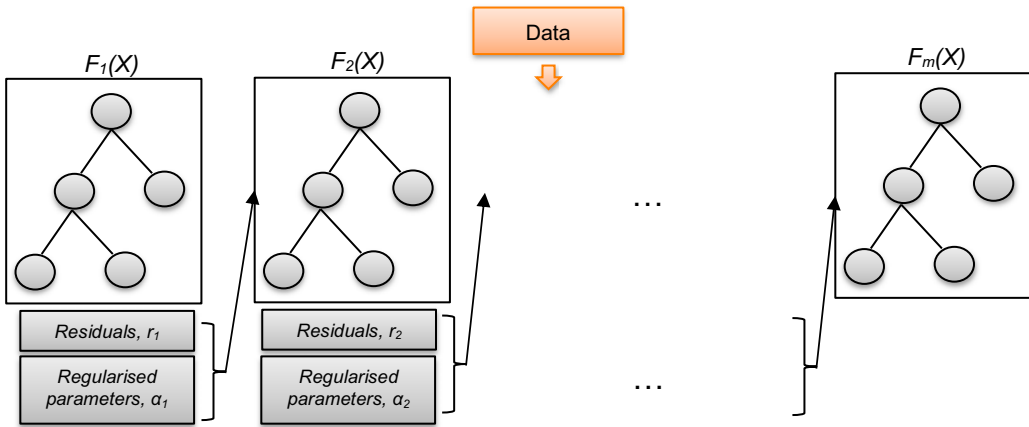 Data
F₁(X)
F₂(X)
Fₘ(X)
...
Residuals, r₁
Residuals, r₂
Regularised
parameters, α₁
Regularised
parameters, α₂
...